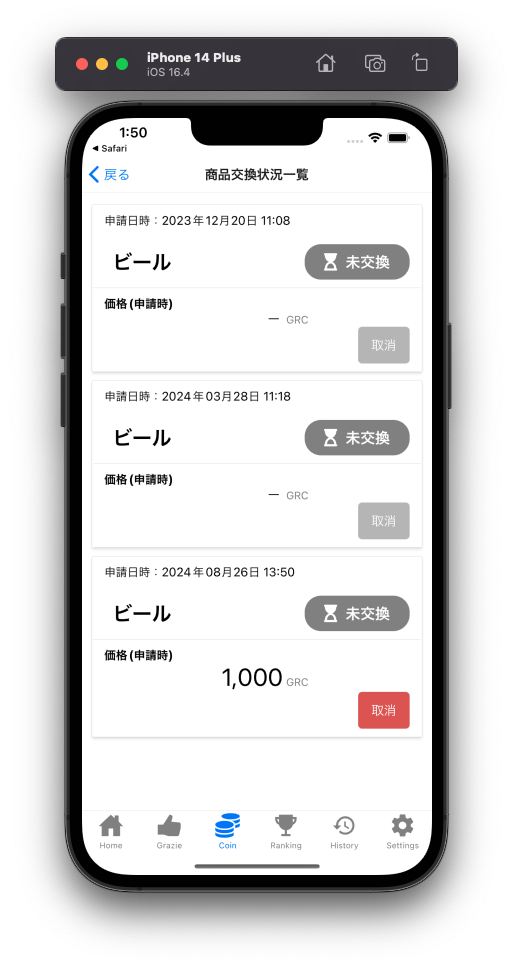 iPhone 14 Plus
iOS 16.4
1:50
◀ Safari
戻る
商品交換状況一覧
申請日時：2023年12月20日 11:08
ビール
未交換
価格(申請時)
– GRC
取消
申請日時：2024年03月28日 11:18
ビール
未交換
価格(申請時)
– GRC
取消
申請日時：2024年08月26日 13:50
ビール
未交換
価格(申請時)
1,000 GRC
取消
Home Grazie Coin Ranking History Settings